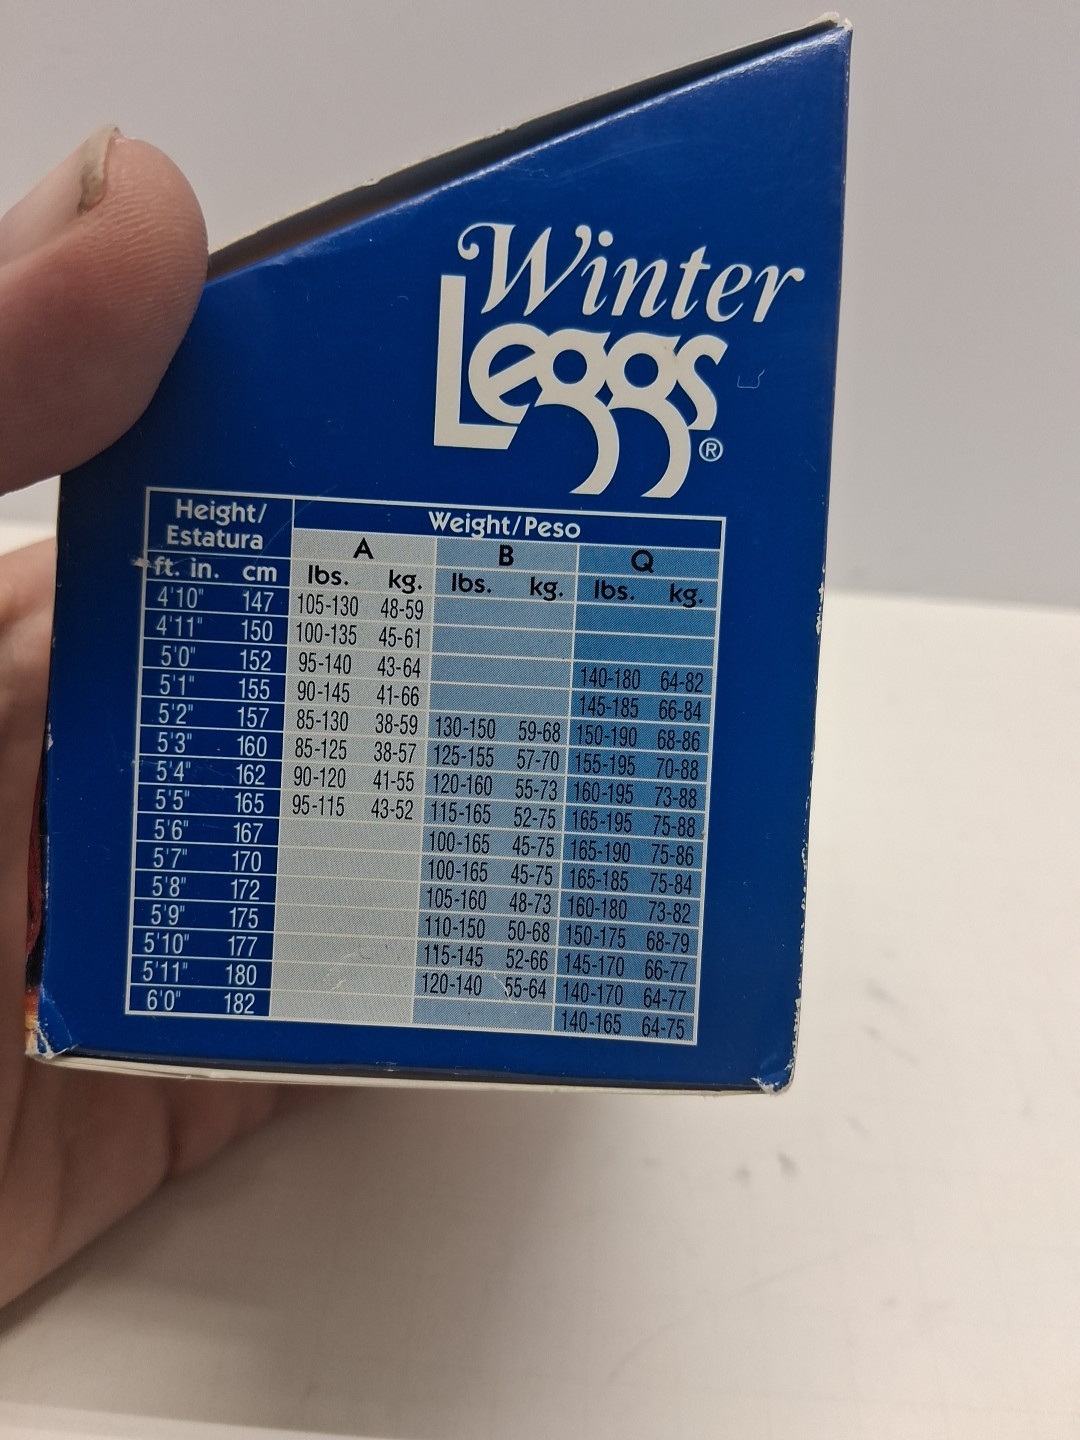 Winter
Leggs®
Height/ Weight/Peso
Estatura A B Q
ft. in. cm lbs. kg. lbs. kg. lbs. kg.
4'10" 147 105-130 48-59
4'11" 150 100-135 45-61
5'0" 152 95-140 43-64 140-180 64-82
5'1" 155 90-145 41-66 145-185 66-84
5'2" 157 85-130 38-59 130-150 59-68 150-190 68-86
5'3" 160 85-125 38-57 125-155 57-70 155-195 70-88
5'4" 162 90-120 41-55 120-160 55-73 160-195 73-88
5'5" 165 95-115 43-52 115-165 52-75 165-195 75-88
5'6" 167 100-165 45-75 165-190 75-86
5'7" 170 100-165 45-75 165-185 75-84
5'8" 172 105-160 48-73 160-180 73-82
5'9" 175 110-150 50-68 150-175 68-79
5'10" 177 115-145 52-66 145-170 66-77
5'11" 180 120-140 55-64 140-170 64-77
6'0" 182 140-165 64-75